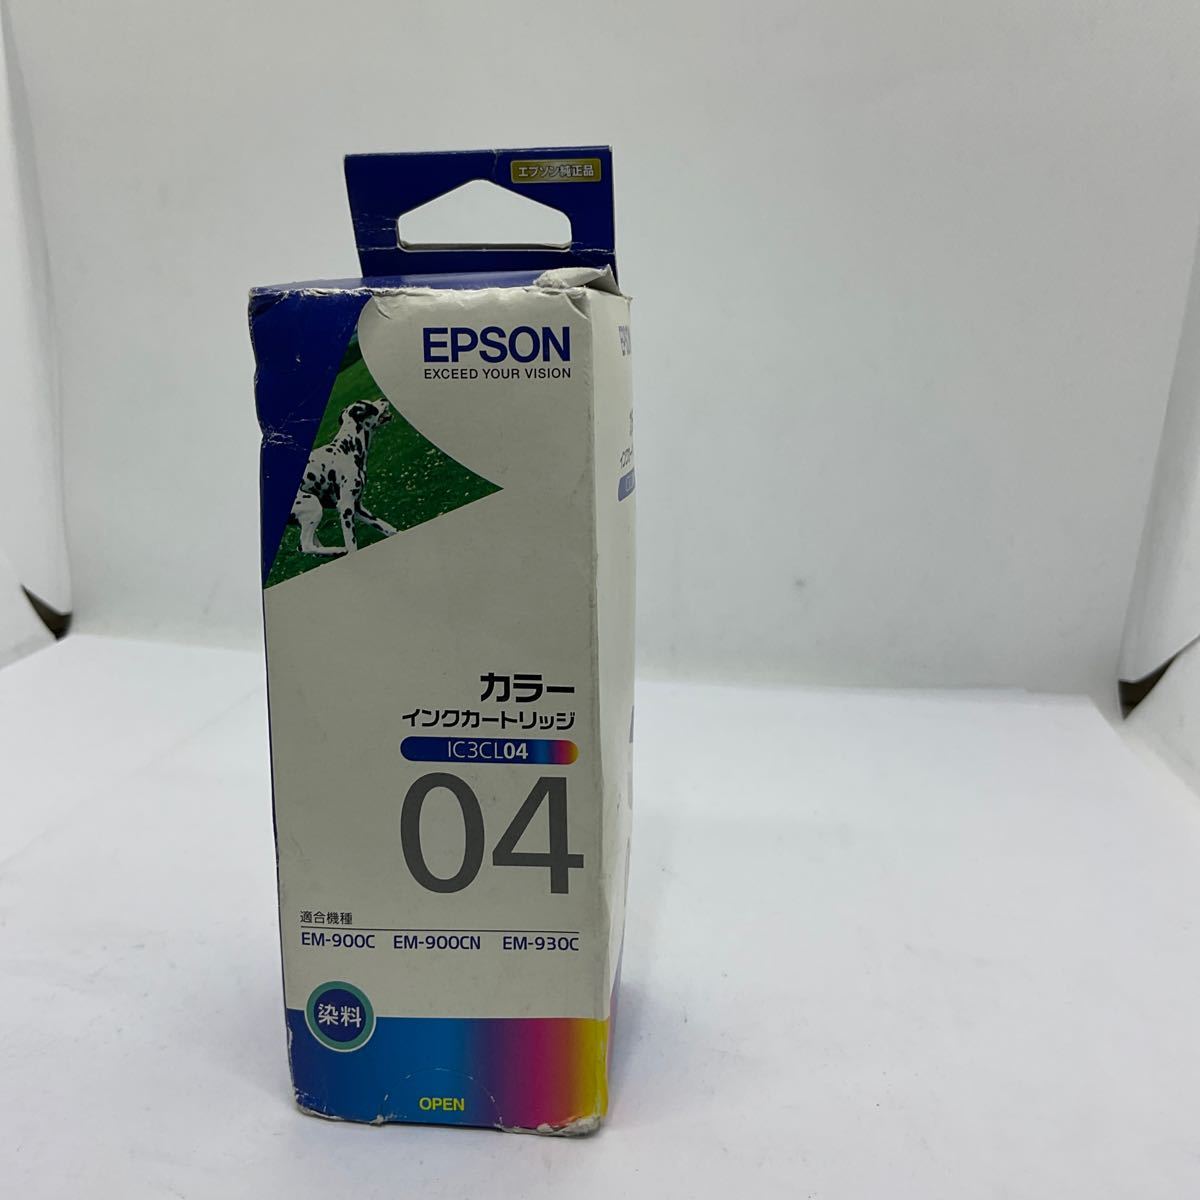 エプソン純正品
EPSON
EXCEED YOUR VISION
カラー
インクカートリッジ
IC3CL04
04
適合機種
EM-900C EM-900CN EM-930C
染料
OPEN